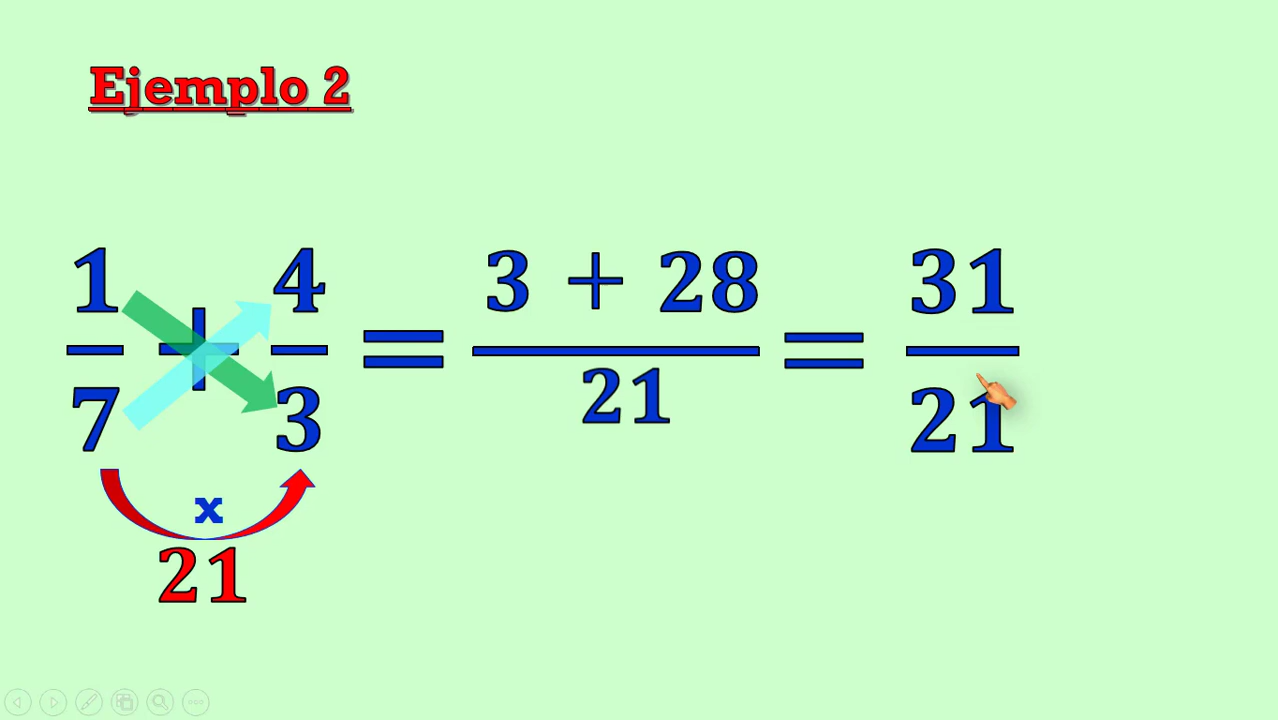 Ejemplo 2
1/7 + 4/3 = (3 + 28)/21 = 31/21
x
21